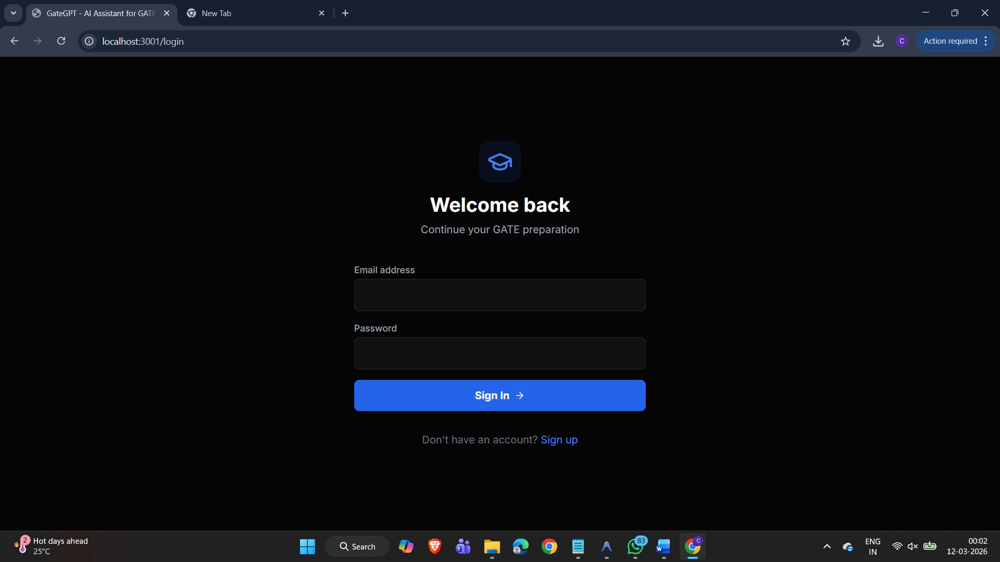 GateGPT - AI Assistant for GATE
New Tab
localhost:3001/login
C
Action required
Welcome back
Continue your GATE preparation
Email address
Password
Sign In →
Don't have an account? Sign up
2
Hot days ahead
25°C
Search
T
83
W
C
ENG
IN
00:02
12-03-2026